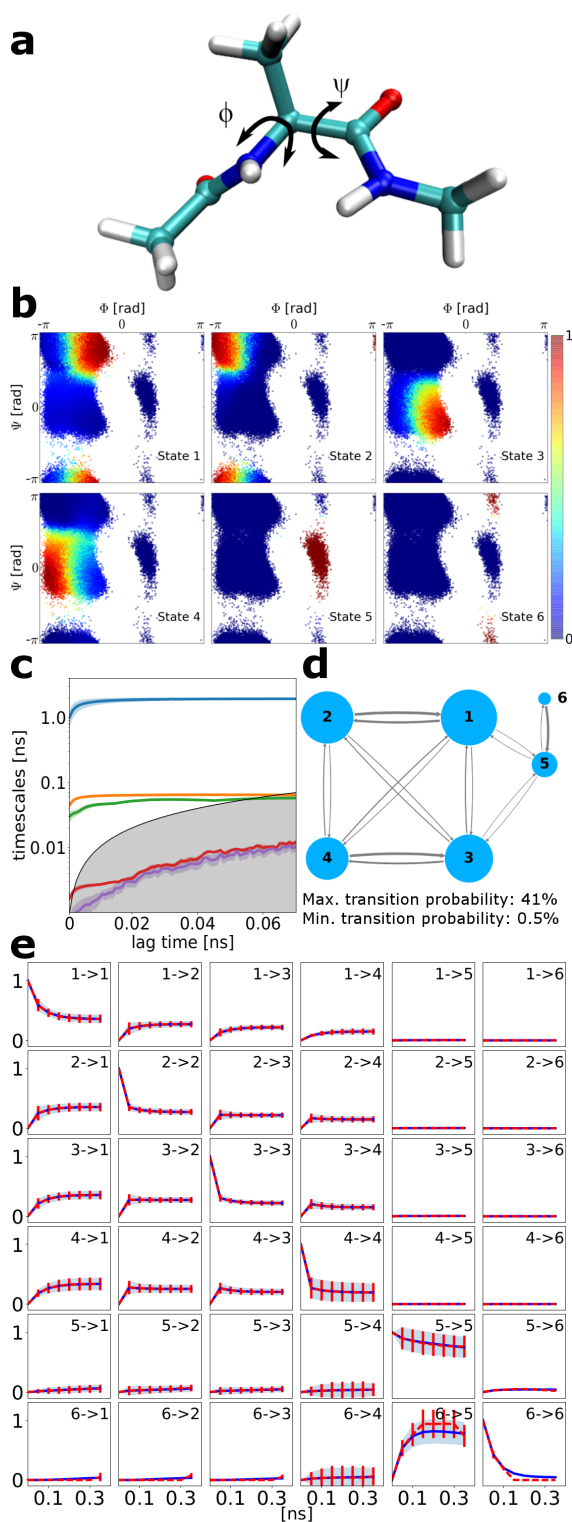 a
ϕ
ψ
b
Φ [rad]
Φ [rad]
Φ [rad]
-π 0 π
-π 0 π
-π 0 π
π
Ψ [rad]
0
-π
State 1
State 2
State 3
1
π
Ψ [rad]
0
-π
State 4
State 5
State 6
0
c
timescales [ns]
1.0
0.1
0.01
0 0.02 0.04 0.06
lag time [ns]
d
2
1
6
5
4
3
Max. transition probability: 41%
Min. transition probability: 0.5%
e
1
0
1->1
1->2
1->3
1->4
1->5
1->6
1
0
2->1
2->2
2->3
2->4
2->5
2->6
1
0
3->1
3->2
3->3
3->4
3->5
3->6
1
0
4->1
4->2
4->3
4->4
4->5
4->6
1
0
5->1
5->2
5->3
5->4
5->5
5->6
1
0
6->1
6->2
6->3
6->4
6->5
6->6
0.1 0.3
0.1 0.3
0.1 0.3
0.1 0.3
0.1 0.3
0.1 0.3
[ns]